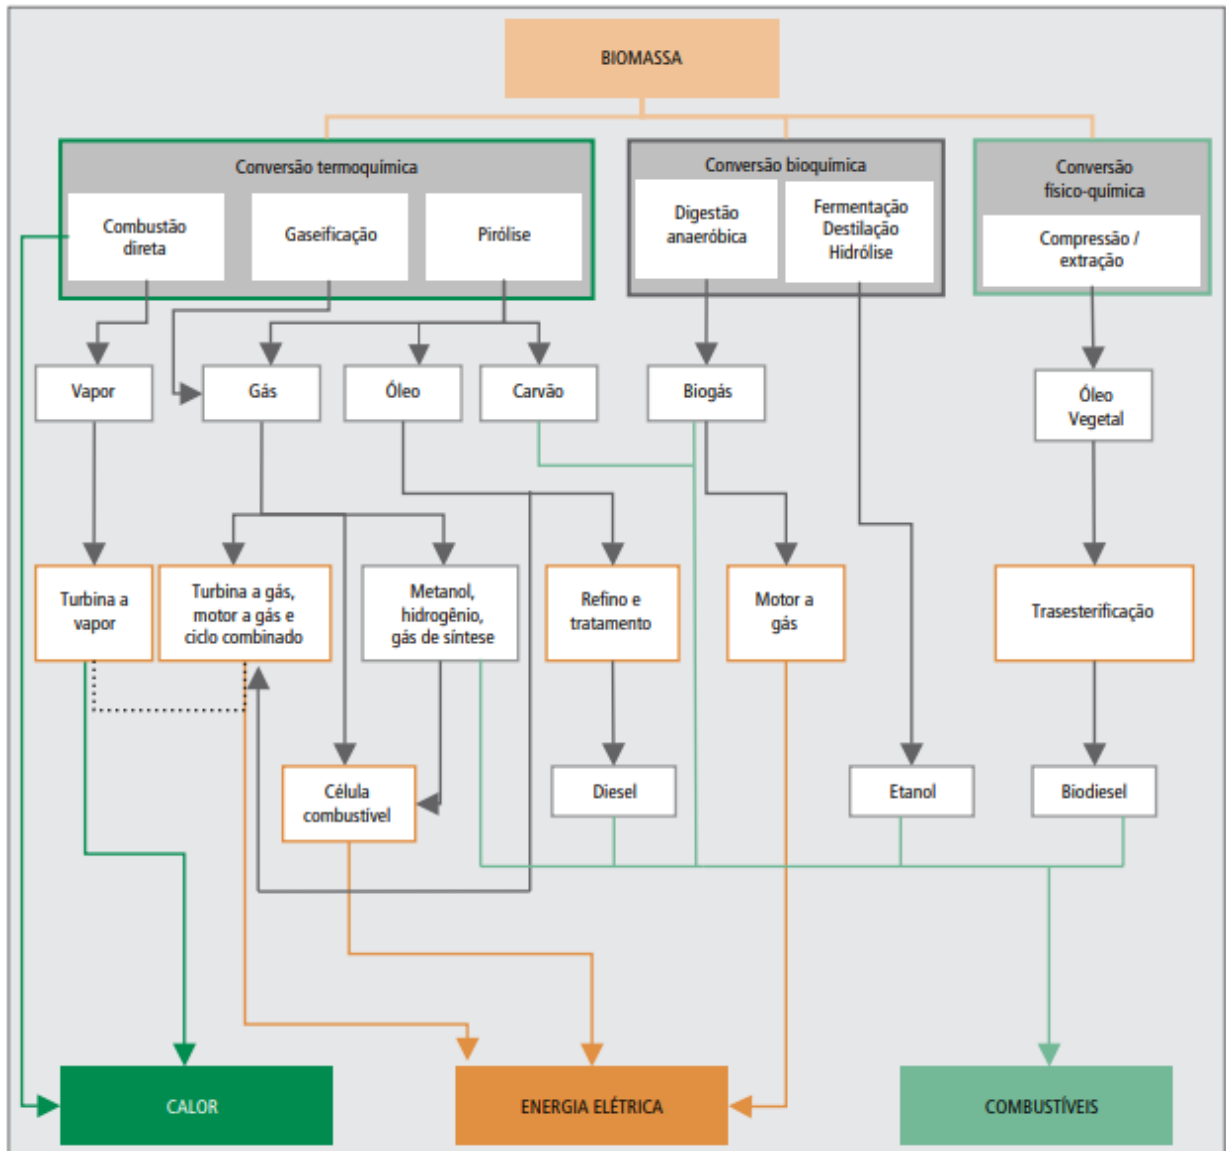 BIOMASSA
Conversão termoquímica
Combustão
direta
Gaseificação
Pirólise
Conversão bioquímica
Digestão
anaeróbica
Fermentação
Destilação
Hidrólise
Conversão
físico-química
Compressão /
extração
Vapor
Gás
Óleo
Carvão
Biogás
Óleo
Vegetal
Turbina a
vapor
Turbina a gás,
motor a gás e
ciclo combinado
Metanol,
hidrogênio,
gás de síntese
Refino e
tratamento
Motor a
gás
Trasesterificação
Célula
combustível
Diesel
Etanol
Biodiesel
CALOR
ENERGIA ELÉTRICA
COMBUSTÍVEIS